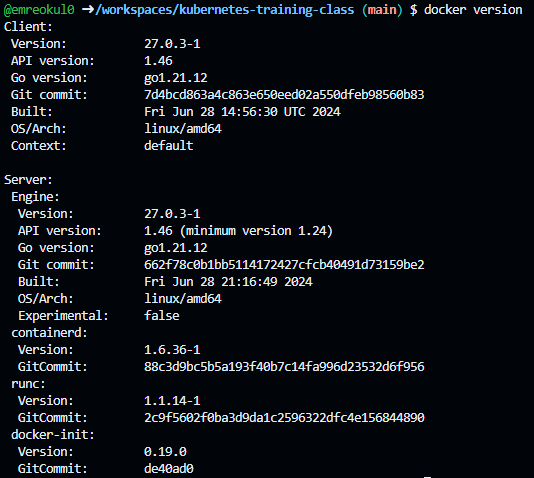 @emreokul0 ➜/workspaces/kubernetes-training-class (main) $ docker version
Client:
 Version:           27.0.3-1
 API version:       1.46
 Go version:        go1.21.12
 Git commit:        7d4bcd863a4c863e650eed02a550dfeb98560b83
 Built:             Fri Jun 28 14:56:30 UTC 2024
 OS/Arch:           linux/amd64
 Context:           default

Server:
 Engine:
  Version:          27.0.3-1
  API version:      1.46 (minimum version 1.24)
  Go version:       go1.21.12
  Git commit:       662f78c0b1bb5114172427cfcb40491d73159be2
  Built:            Fri Jun 28 21:16:49 2024
  OS/Arch:          linux/amd64
  Experimental:     false
 containerd:
  Version:          1.6.36-1
  GitCommit:        88c3d9bc5b5a193f40b7c14fa996d23532d6f956
 runc:
  Version:          1.1.14-1
  GitCommit:        2c9f5602f0ba3d9da1c2596322dfc4e156844890
 docker-init:
  Version:          0.19.0
  GitCommit:        de40ad0